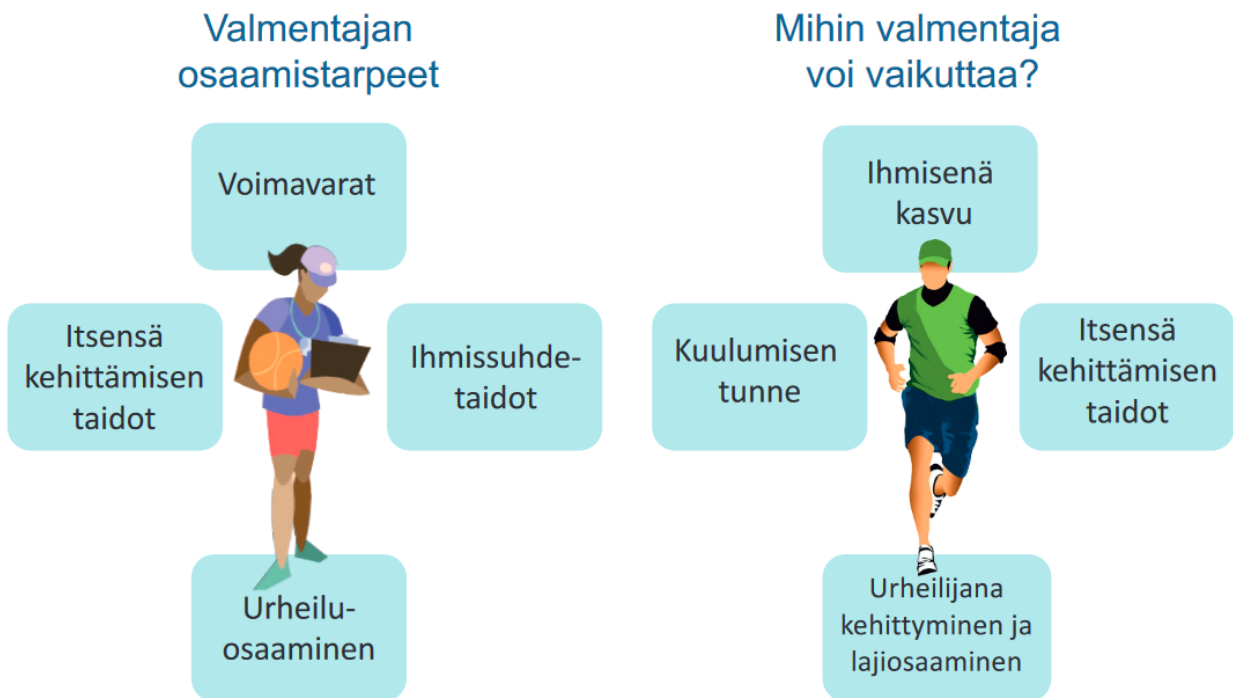 Valmentajan
osaamistarpeet
Voimavarat
Itsensä
kehittämisen
taidot
Ihmissuhde-
taidot
Urheilu-
osaaminen
Mihin valmentaja
voi vaikuttaa?
Ihmisenä
kasvu
Kuulumisen
tunne
Itsensä
kehittämisen
taidot
Urheilijana
kehittyminen ja
lajiosaaminen